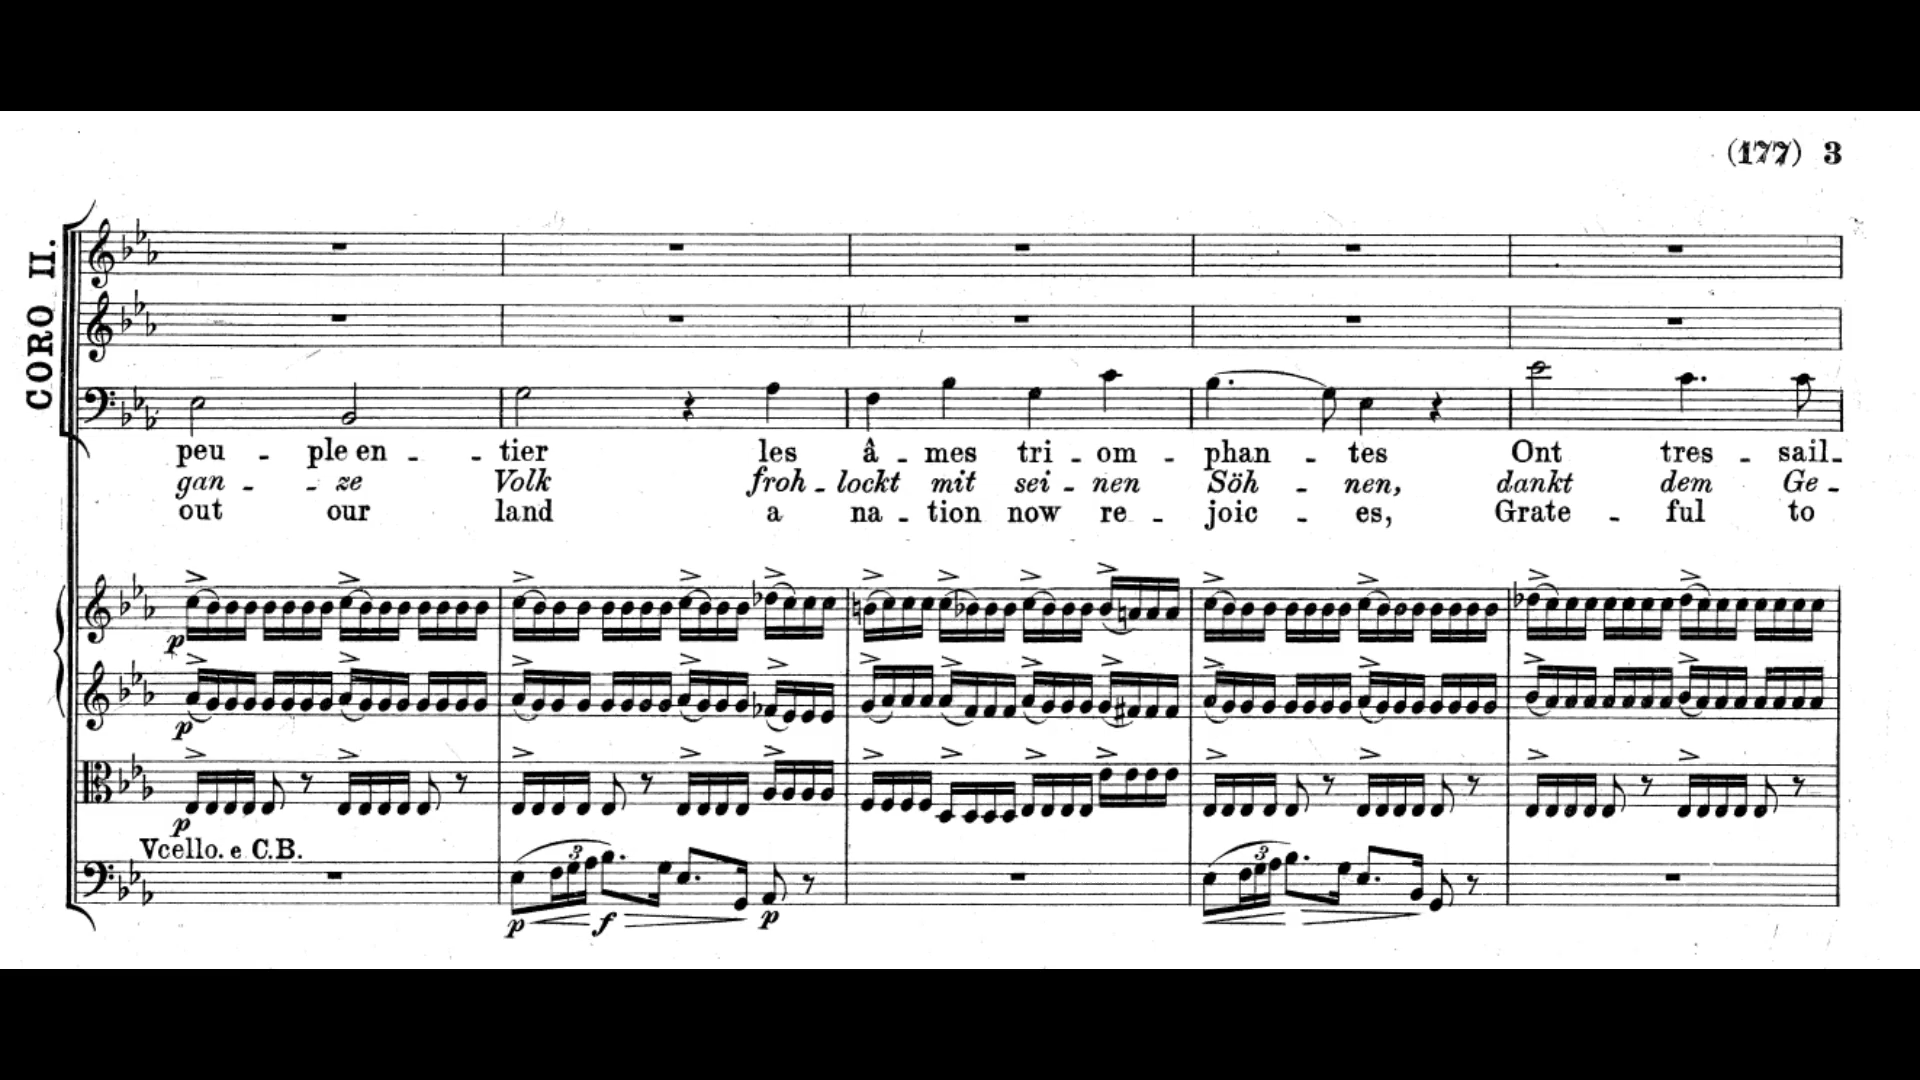 (177) 3
CORO II.
peu - ple en - tier les â - mes tri - om - phan - tes Ont tres - sail -
gan - ze Volk froh - lockt mit sei - nen Söh - nen, dankt dem Ge -
out our land a na - tion now re - joic - es, Grate - ful to
p
p
p
Vcello. e C.B.
3 3
p f p